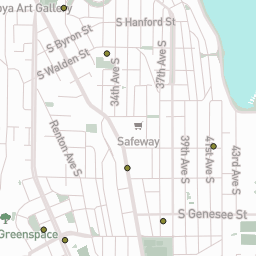 ya Art Gallery
S Hanford St
S Byron St
S Walden St
34th Ave S
37th Ave S
Renton Ave S
Safeway
39th Ave S
41st Ave S
43rd Ave S
S Genesee St
Greenspace